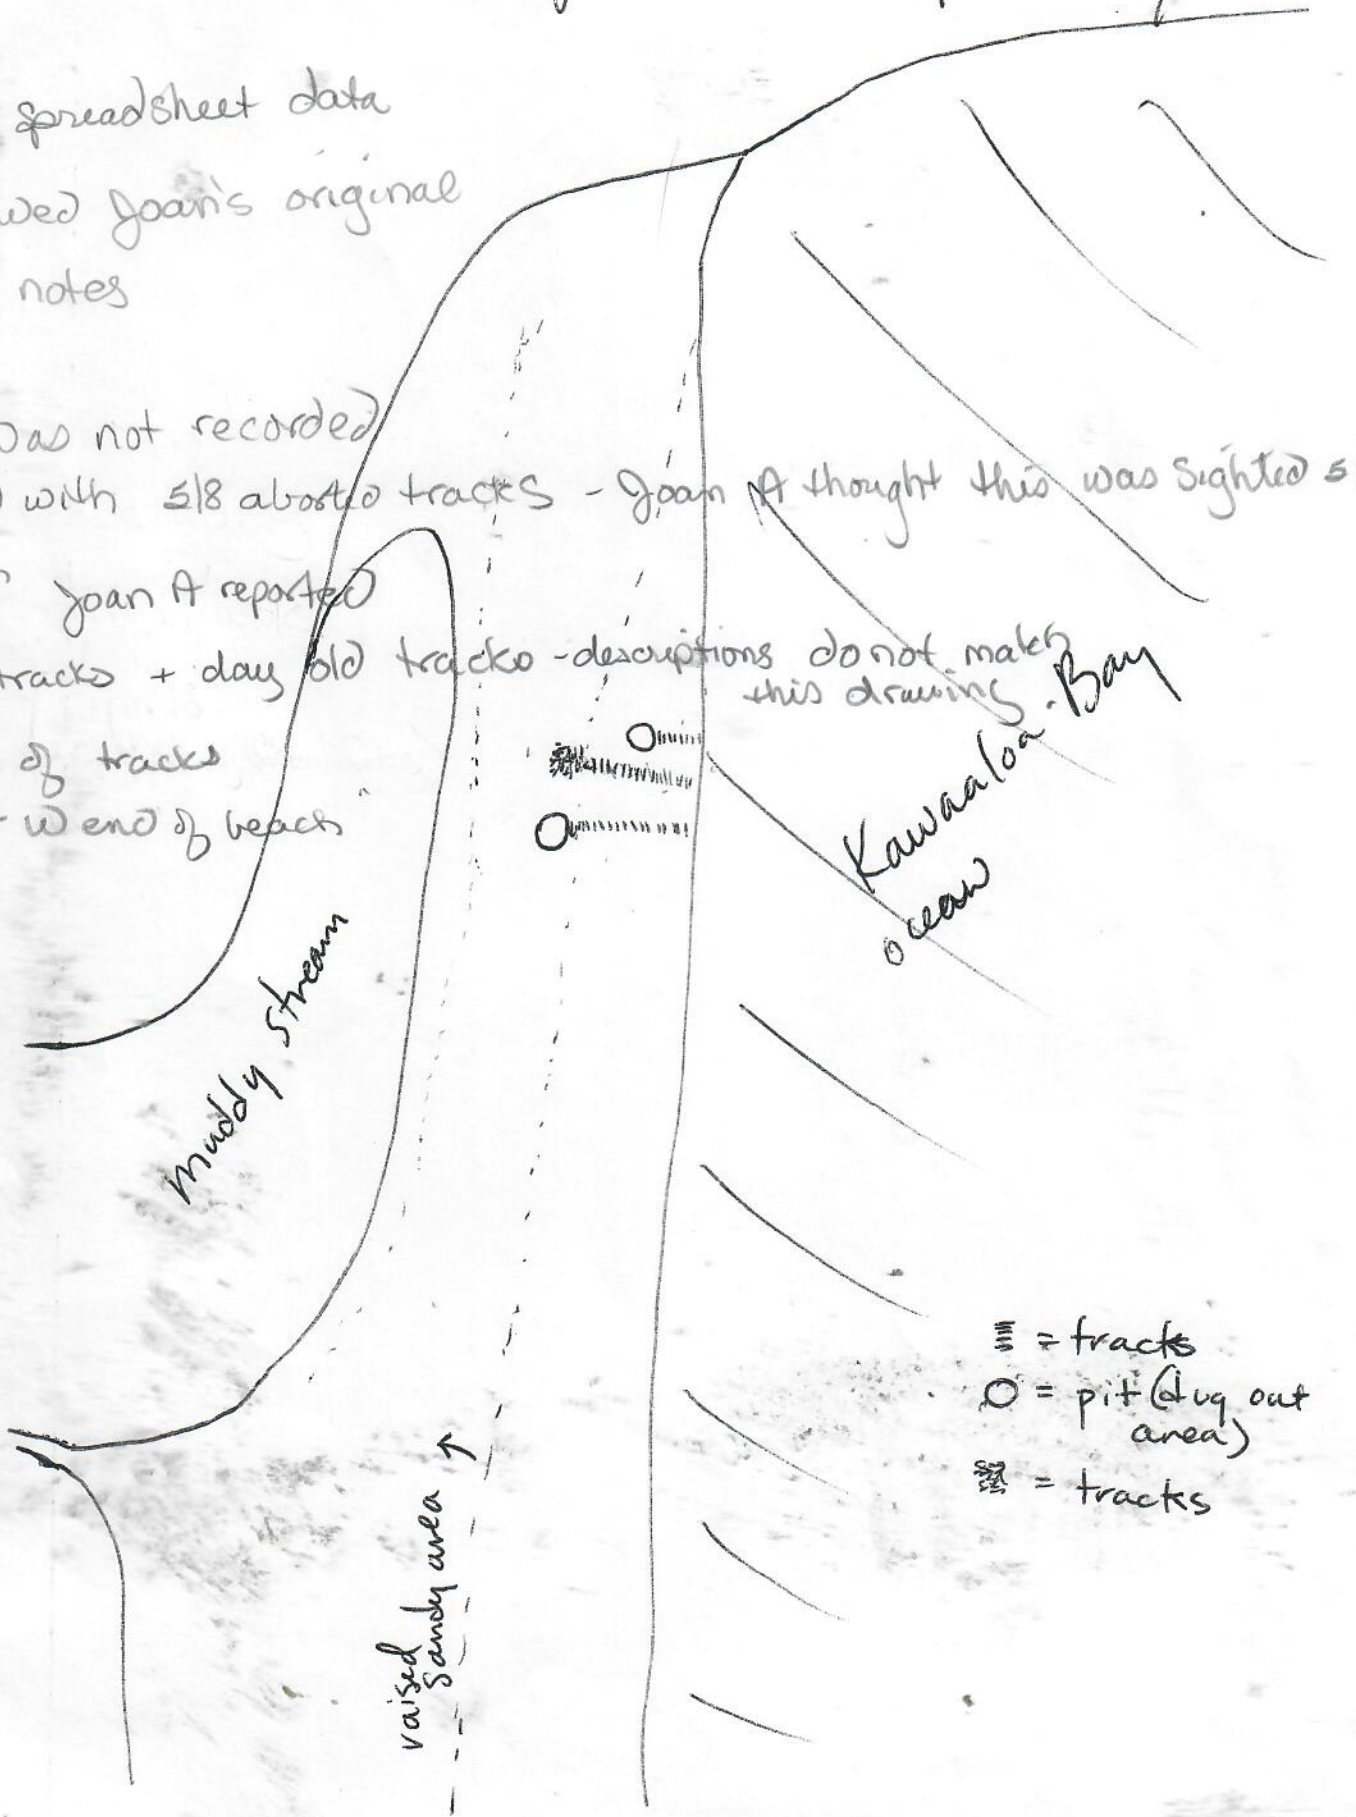 spreadsheet data
wed Joan's original
notes
was not recorded
with 5/8 aborted tracks - Joan A thought this was Sighted 5
Joan A reported
tracks + day old tracks - descriptions do not match
this drawing
of tracks
W end of beach
Kawaaloa Bay
ocean
muddy stream
raised
sandy area
= tracks
= pit (dug out
area)
= tracks